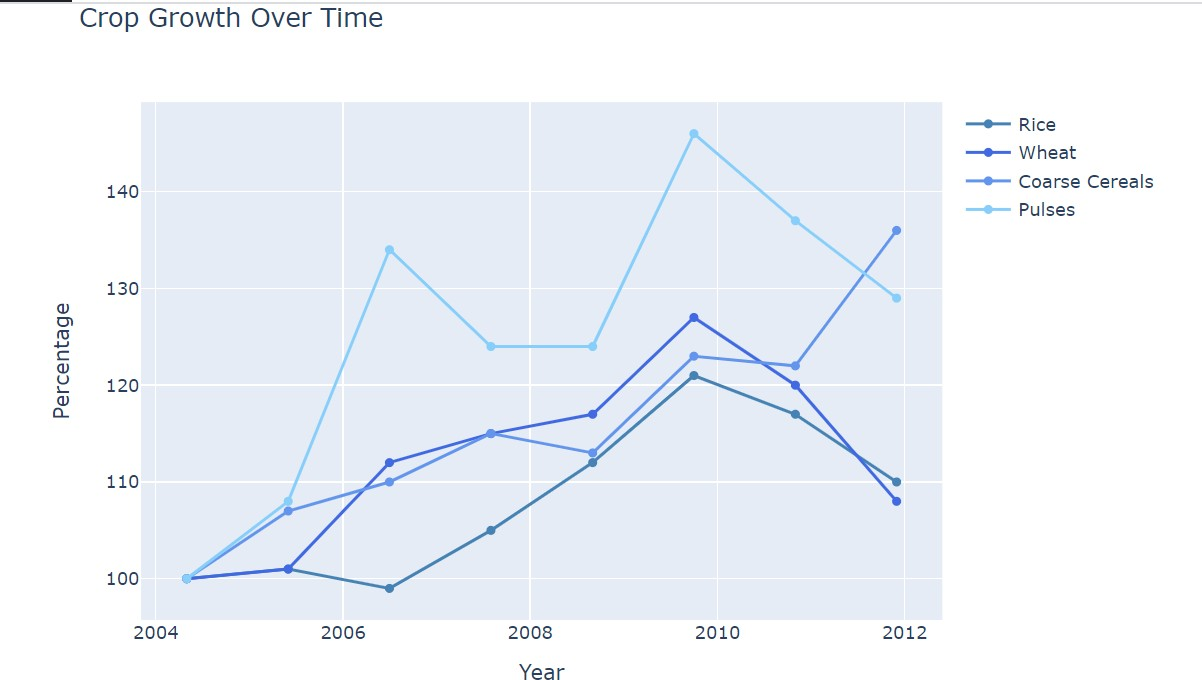 Crop Growth Over Time
Rice
Wheat
Coarse Cereals
Pulses
140
130
120
110
100
Percentage
2004 2006 2008 2010 2012
Year